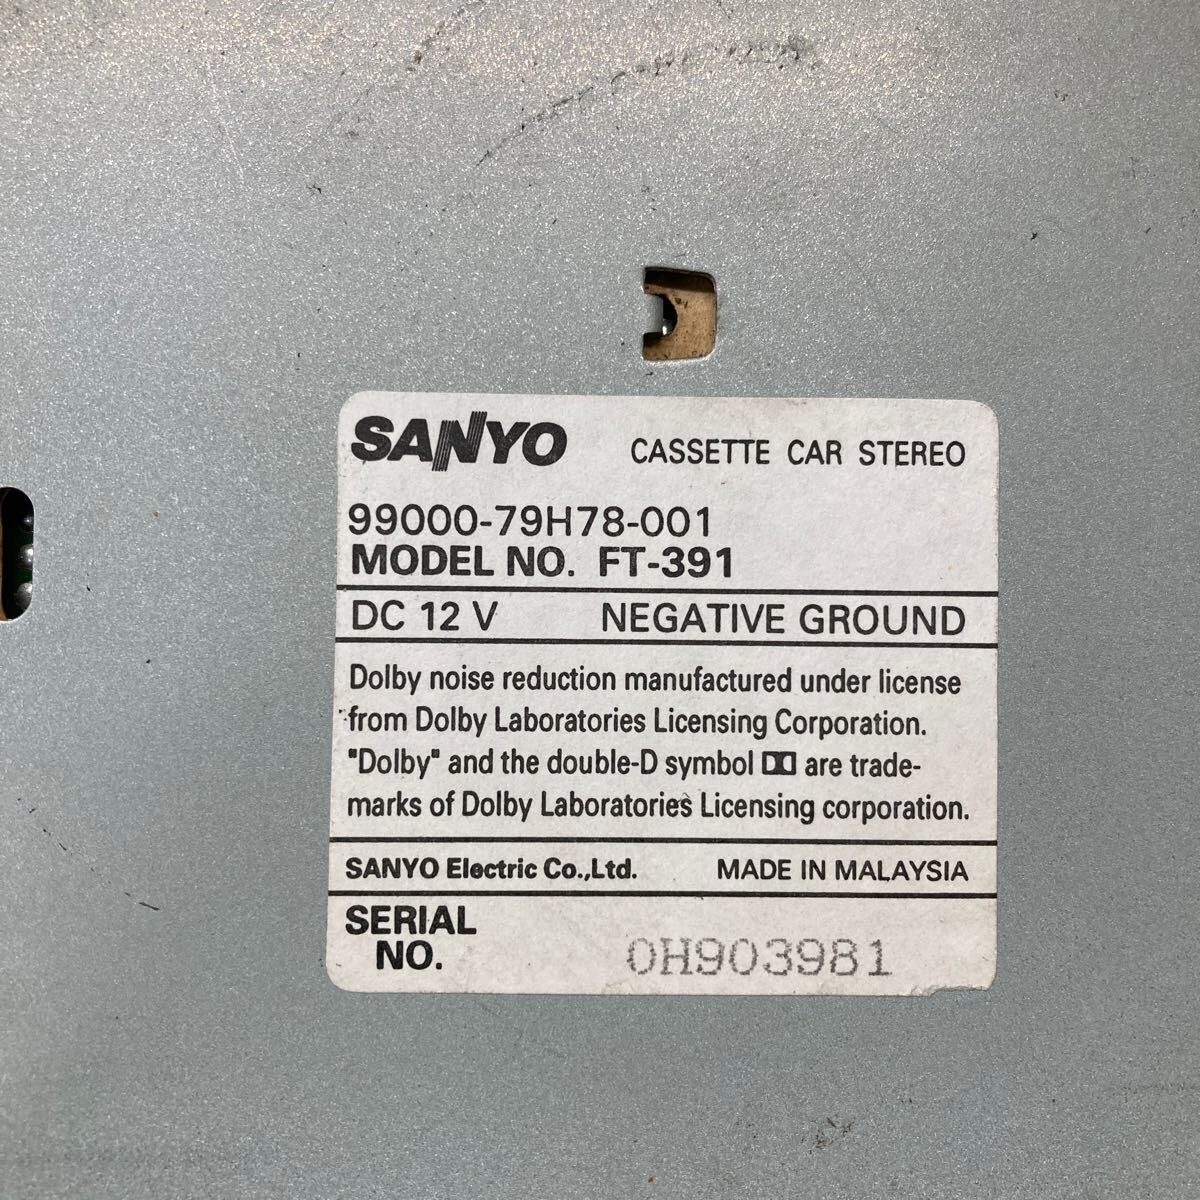 SANYO CASSETTE CAR STEREO
99000-79H78-001
MODEL NO. FT-391
DC 12 V NEGATIVE GROUND
Dolby noise reduction manufactured under license
from Dolby Laboratories Licensing Corporation.
"Dolby" and the double-D symbol are trade-
marks of Dolby Laboratories Licensing corporation.
SANYO Electric Co.,Ltd. MADE IN MALAYSIA
SERIAL
NO. 0H903981